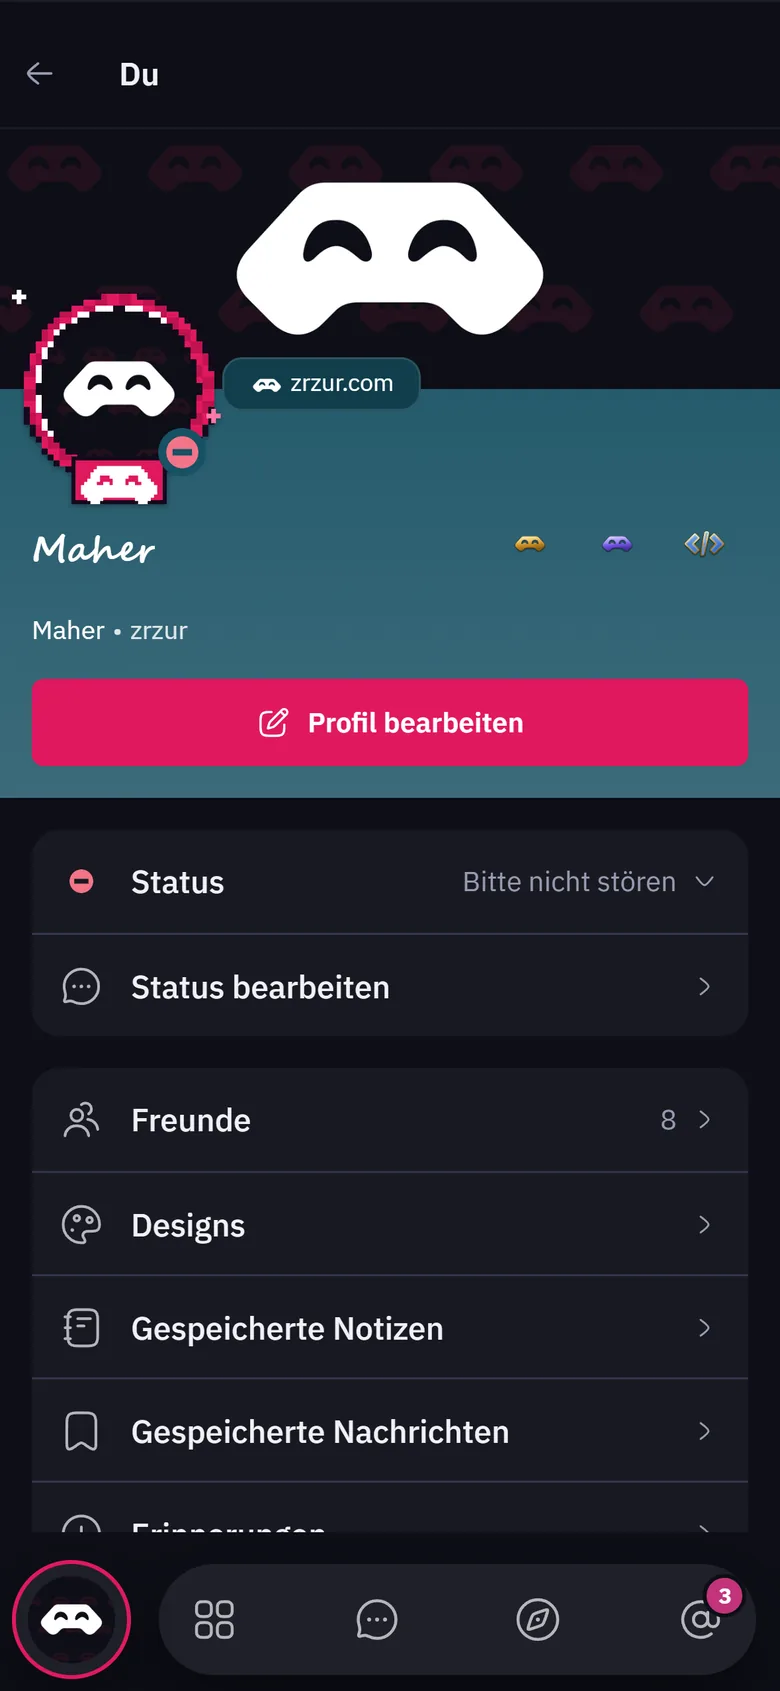 Du
zrzur.com
Maher
Maher • zrzur
Profil bearbeiten
Status
Bitte nicht stören
Status bearbeiten
Freunde
8
Designs
Gespeicherte Notizen
Gespeicherte Nachrichten
Erinnerungen
3